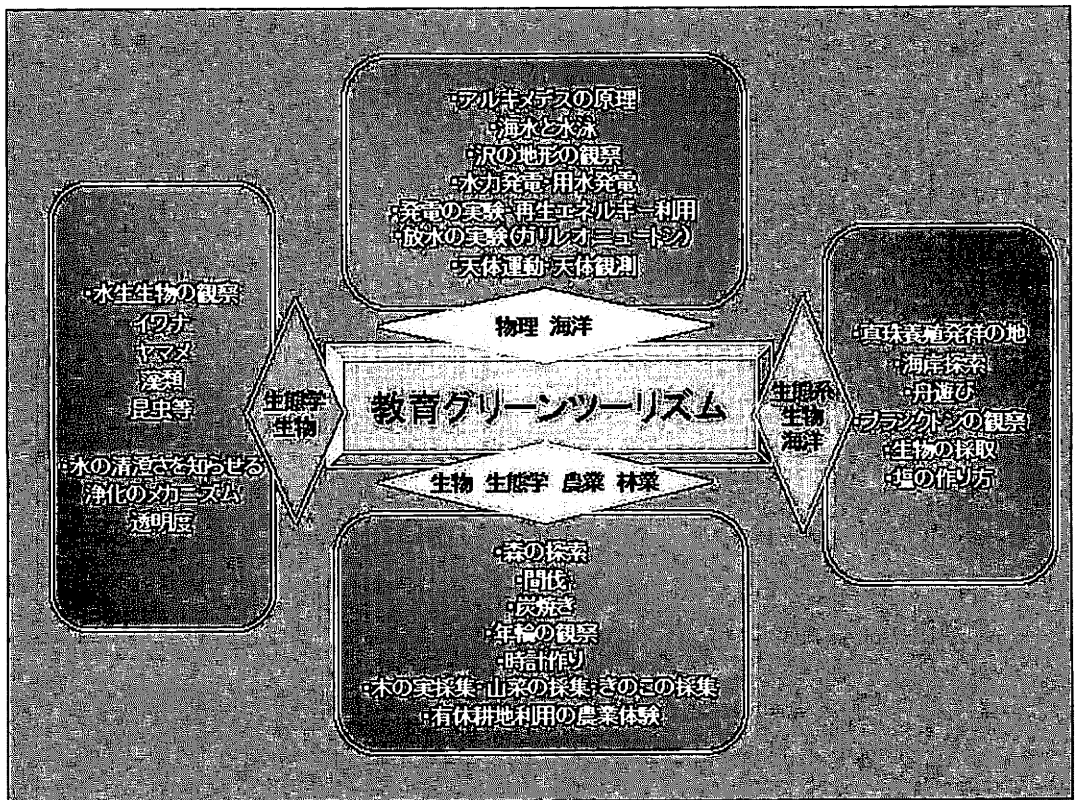 ・アルキメデスの原理
・海水と水泳
・沢の地形の観察
・水力発電・用水発電
・発電の実験・再生エネルギー利用
・放水の実験(ガリレオ・ニュートン)
・天体運動・天体観測
物理 海洋
・水生生物の観察
イワナ
ヤマメ
藻類
昆虫等
・水の清澄さを知らせる
浄化のメカニズム
透明度
生態学
生物
教育グリーンツーリズム
生態系
生物
海洋
・真珠養殖発祥の地
・海岸探索
・丹遊び
・プランクトンの観察
・生物の採取
・塩の作り方
生物 生態学 農業 林業
・森の探索
・間伐
・炭焼き
・年輪の観察
・時計作り
・木の実採集・山菜の採集・きのこの採集
・有休耕地利用の農業体験